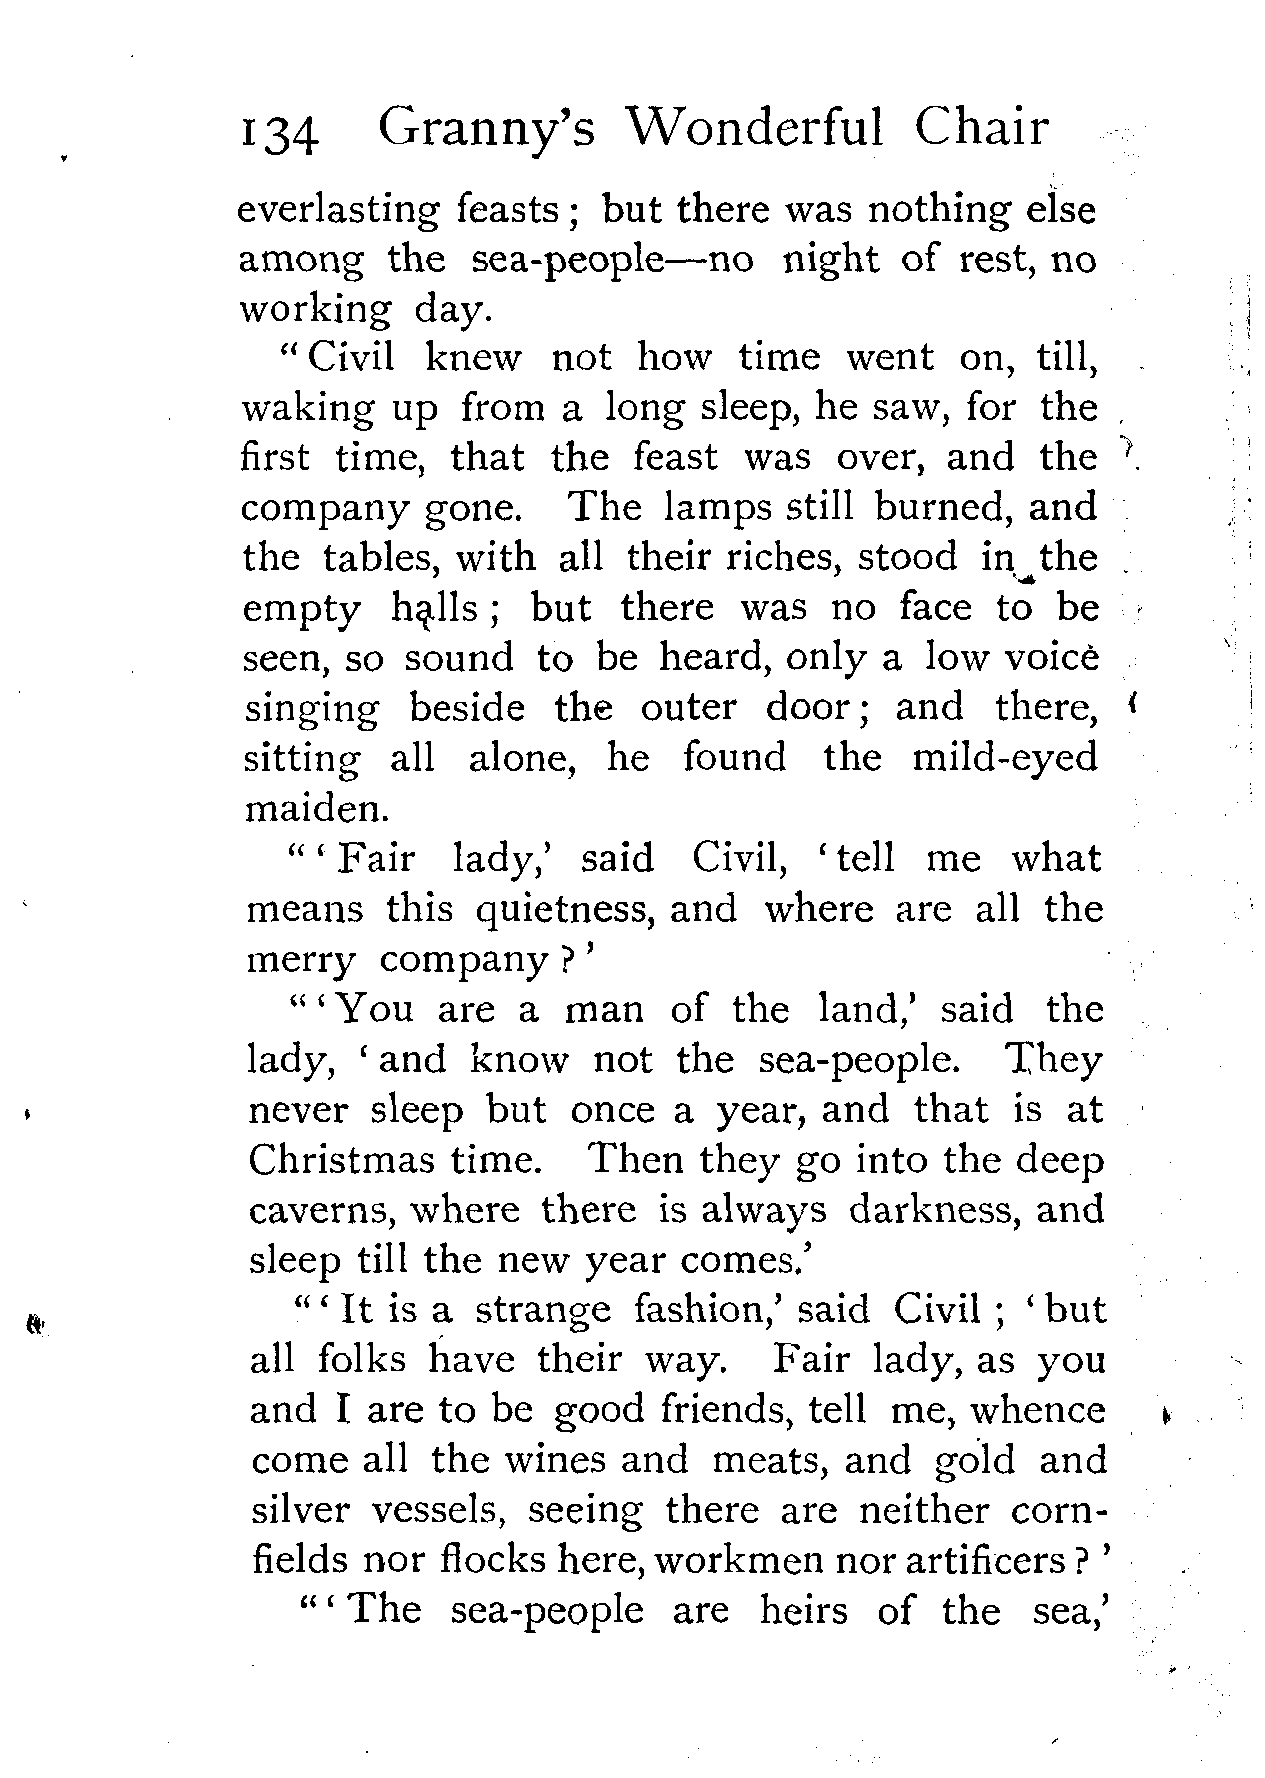 134 Granny's Wonderful Chair
everlasting feasts ; but there was nothing else
among the sea-people—no night of rest, no
working day.
" Civil knew not how time went on, till,
waking up from a long sleep, he saw, for the
first time, that the feast was over, and the
company gone. The lamps still burned, and
the tables, with all their riches, stood in the
empty halls ; but there was no face to be
seen, so sound to be heard, only a low voice
singing beside the outer door ; and there,
sitting all alone, he found the mild-eyed
maiden.
" ' Fair lady,' said Civil, ' tell me what
means this quietness, and where are all the
merry company ? '
" ' You are a man of the land,' said the
lady, ' and know not the sea-people. They
never sleep but once a year, and that is at
Christmas time. Then they go into the deep
caverns, where there is always darkness, and
sleep till the new year comes.'
" ' It is a strange fashion,' said Civil ; ' but
all folks have their way. Fair lady, as you
and I are to be good friends, tell me, whence
come all the wines and meats, and gold and
silver vessels, seeing there are neither corn-
fields nor flocks here, workmen nor artificers ? '
" ' The sea-people are heirs of the sea,'